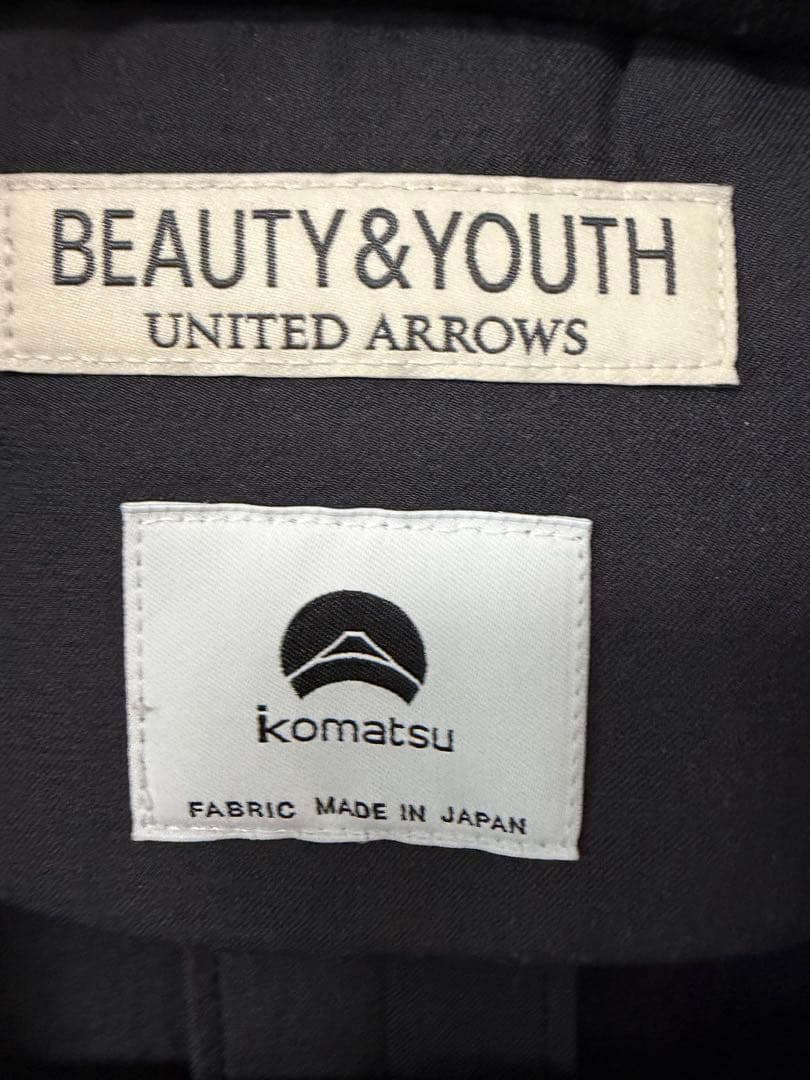 BEAUTY&YOUTH
UNITED ARROWS
komatsu
FABRIC MADE IN JAPAN